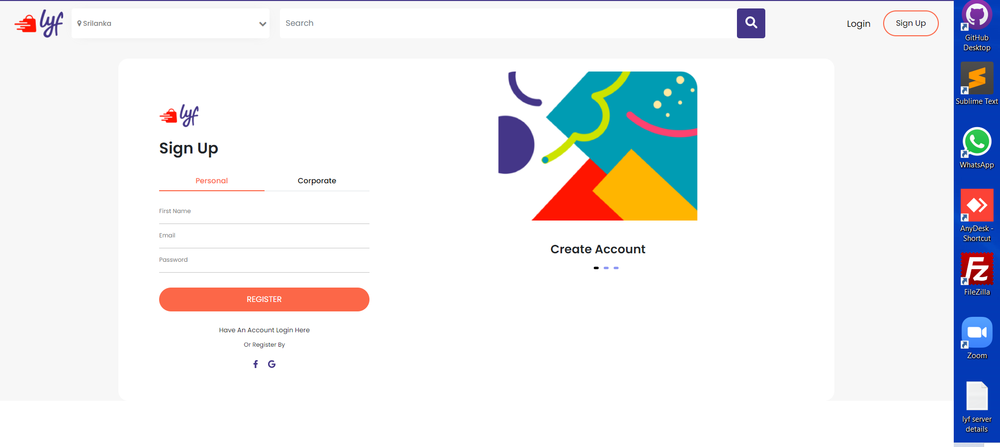 lyf
Srilanka
Search
Login
Sign Up
lyf
Sign Up
Personal
Corporate
First Name
Email
Password
REGISTER
Have An Account Login Here
Or Register By
Create Account
GitHub
Desktop
Sublime Text
WhatsApp
AnyDesk -
Shortcut
FileZilla
Zoom
lyf server
details